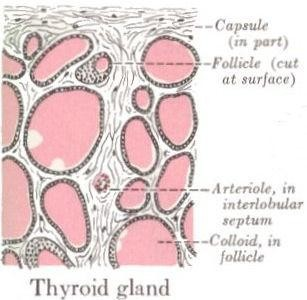 Capsule
(in part)
Follicle (cut
at surface)
Arteriole, in
interlobular
septum
Colloid, in
follicle
Thyroid gland